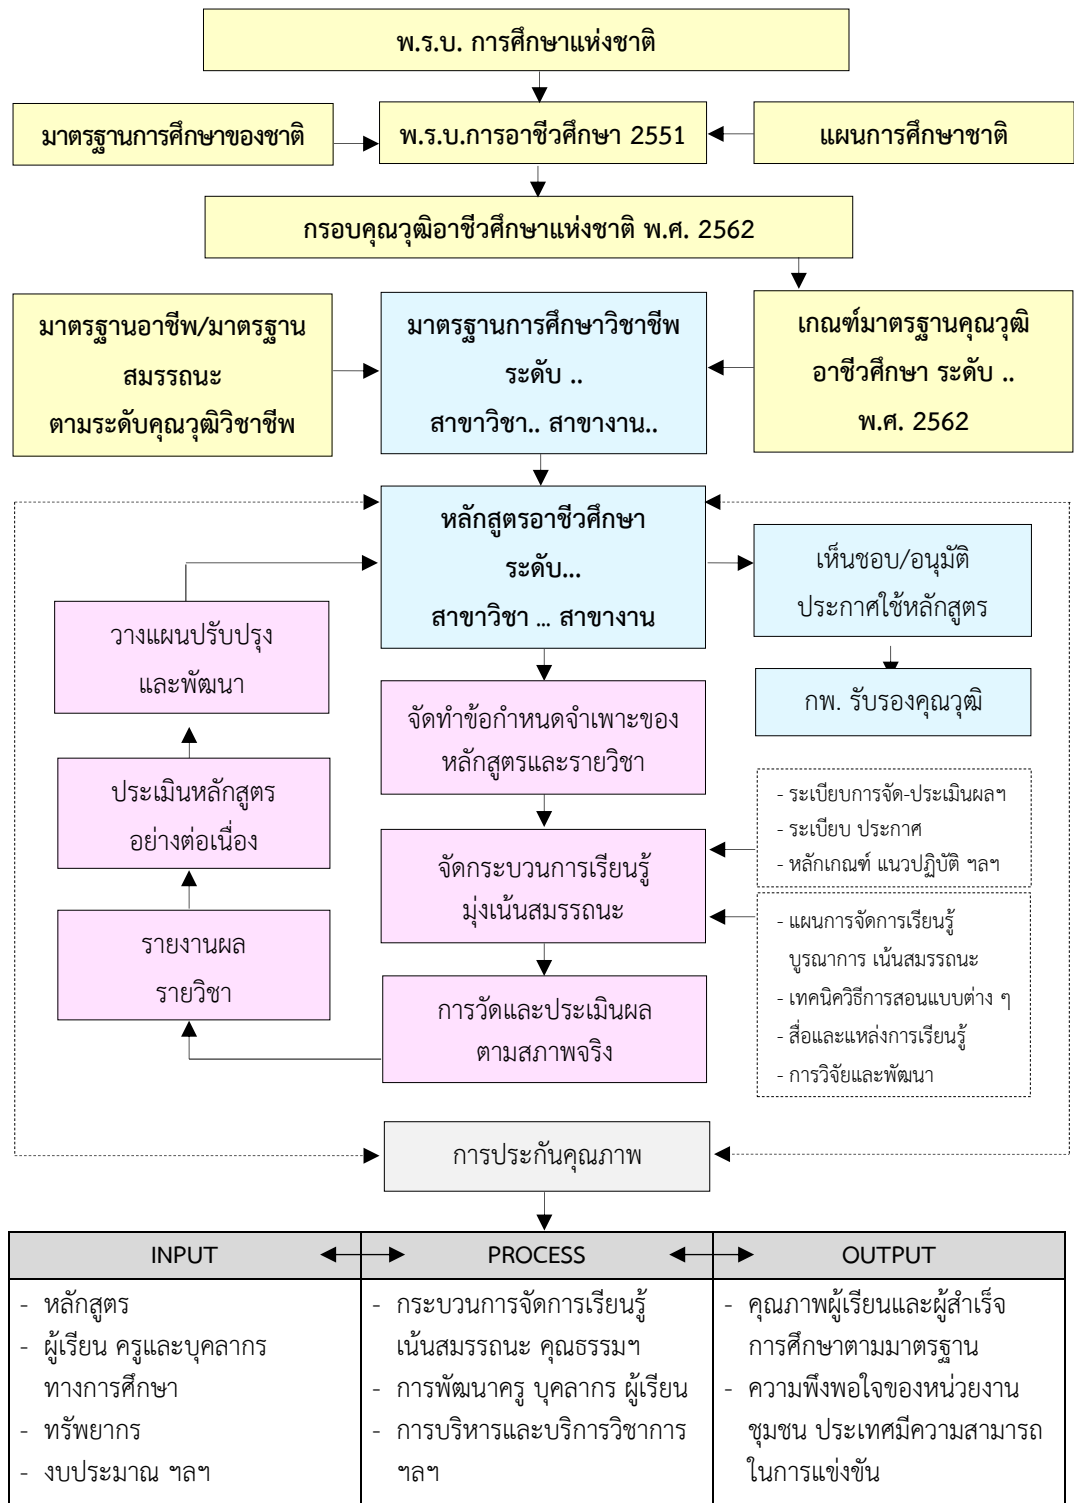 พ.ร.บ. การศึกษาแห่งชาติ
มาตรฐานการศึกษาของชาติ
พ.ร.บ.การอาชีวศึกษา 2551
แผนการศึกษาชาติ
กรอบคุณวุฒิอาชีวศึกษาแห่งชาติ พ.ศ. 2562
มาตรฐานอาชีพ/มาตรฐาน
สมรรถนะ
ตามระดับคุณวุฒิวิชาชีพ
มาตรฐานการศึกษาวิชาชีพ
ระดับ ..
สาขาวิชา.. สาขางาน..
เกณฑ์มาตรฐานคุณวุฒิ
อาชีวศึกษา ระดับ ..
พ.ศ. 2562
หลักสูตรอาชีวศึกษา
ระดับ...
สาขาวิชา ... สาขางาน
เห็นชอบ/อนุมัติ
ประกาศใช้หลักสูตร
กพ. รับรองคุณวุฒิ
วางแผนปรับปรุง
และพัฒนา
จัดทำข้อกำหนดจำเพาะของ
หลักสูตรและรายวิชา
ประเมินหลักสูตร
อย่างต่อเนื่อง
- ระเบียบการจัด-ประเมินผลฯ
- ระเบียบ ประกาศ
- หลักเกณฑ์ แนวปฏิบัติ ฯลฯ
จัดกระบวนการเรียนรู้
มุ่งเน้นสมรรถนะ
รายงานผล
รายวิชา
- แผนการจัดการเรียนรู้
บูรณาการ เน้นสมรรถนะ
- เทคนิควิธีการสอนแบบต่าง ๆ
- สื่อและแหล่งการเรียนรู้
- การวิจัยและพัฒนา
การวัดและประเมินผล
ตามสภาพจริง
การประกันคุณภาพ
INPUT
PROCESS
OUTPUT
- หลักสูตร
- ผู้เรียน ครูและบุคลากร
ทางการศึกษา
- ทรัพยากร
- งบประมาณ ฯลฯ
- กระบวนการจัดการเรียนรู้
เน้นสมรรถนะ คุณธรรมฯ
- การพัฒนาครู บุคลากร ผู้เรียน
- การบริหารและบริการวิชาการ
ฯลฯ
- คุณภาพผู้เรียนและผู้สำเร็จ
การศึกษาตามมาตรฐาน
- ความพึงพอใจของหน่วยงาน
ชุมชน ประเทศมีความสามารถ
ในการแข่งขัน